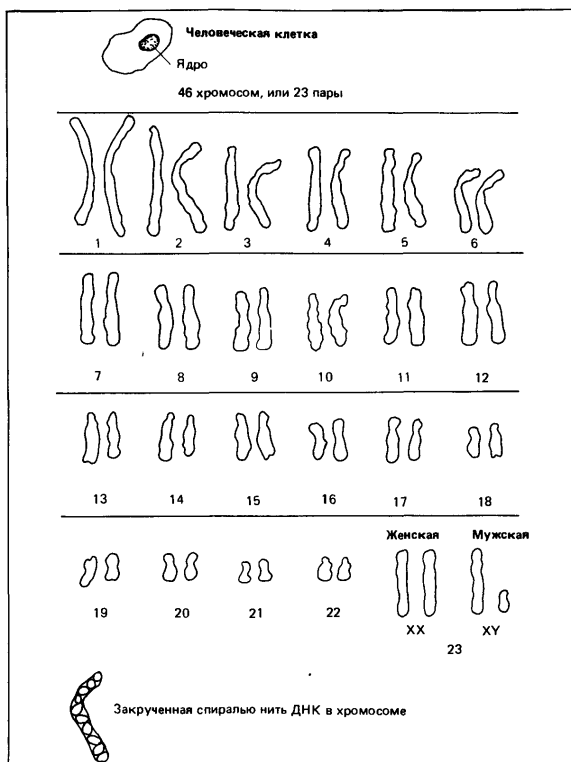 Человеческая клетка
Ядро
46 хромосом, или 23 пары
1 2 3 4 5 6
7 8 9 10 11 12
13 14 15 16 17 18
Женская Мужская
19 20 21 22 XX XY
23
Закрученная спиралью нить ДНК в хромосоме